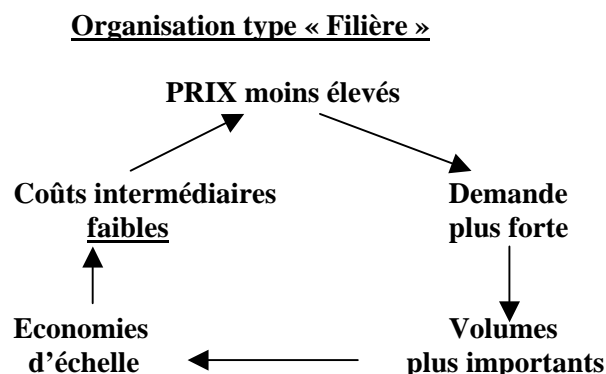 Organisation type « Filière »
PRIX moins élevés
Coûts intermédiaires
faibles
Demande
plus forte
Economies
d'échelle
Volumes
plus importants